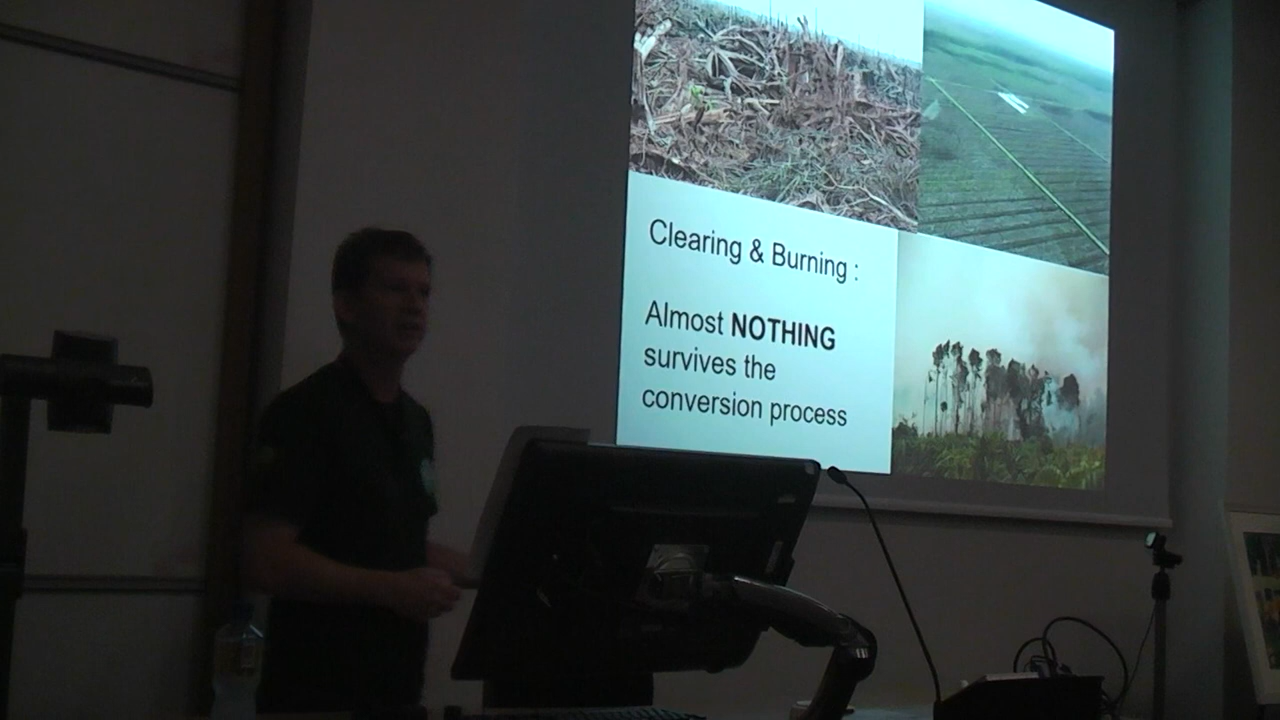 Clearing & Burning :
Almost NOTHING
survives the
conversion process